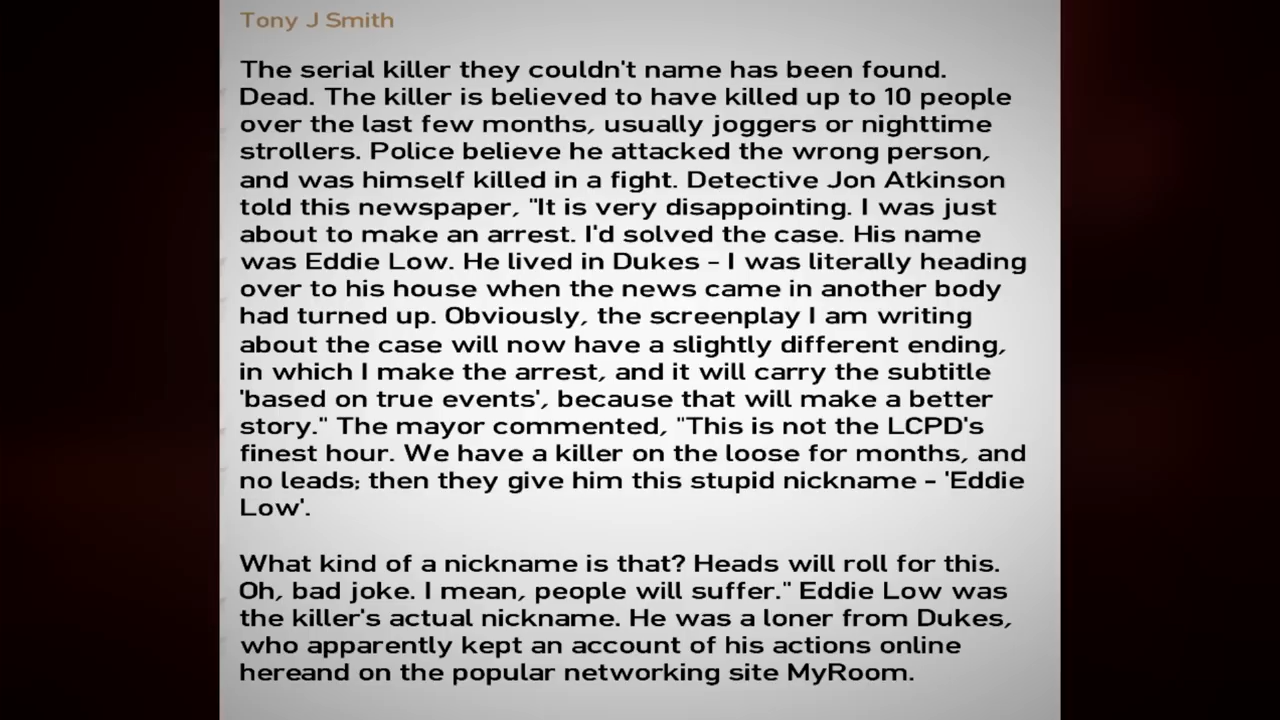 Tony J Smith
The serial killer they couldn't name has been found.
Dead. The killer is believed to have killed up to 10 people
over the last few months, usually joggers or nighttime
strollers. Police believe he attacked the wrong person,
and was himself killed in a fight. Detective Jon Atkinson
told this newspaper, "It is very disappointing. I was just
about to make an arrest. I'd solved the case. His name
was Eddie Low. He lived in Dukes - I was literally heading
over to his house when the news came in another body
had turned up. Obviously, the screenplay I am writing
about the case will now have a slightly different ending,
in which I make the arrest, and it will carry the subtitle
'based on true events', because that will make a better
story." The mayor commented, "This is not the LCPD's
finest hour. We have a killer on the loose for months, and
no leads; then they give him this stupid nickname - 'Eddie
Low'.
What kind of a nickname is that? Heads will roll for this.
Oh, bad joke. I mean, people will suffer." Eddie Low was
the killer's actual nickname. He was a loner from Dukes,
who apparently kept an account of his actions online
hereand on the popular networking site MyRoom.